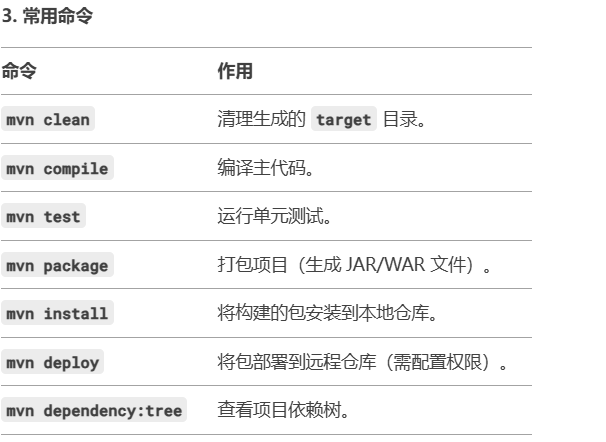 3. 常用命令
命令 作用
mvn clean 清理生成的 target 目录。
mvn compile 编译主代码。
mvn test 运行单元测试。
mvn package 打包项目（生成 JAR/WAR 文件）。
mvn install 将构建的包安装到本地仓库。
mvn deploy 将包部署到远程仓库（需配置权限）。
mvn dependency:tree 查看项目依赖树。